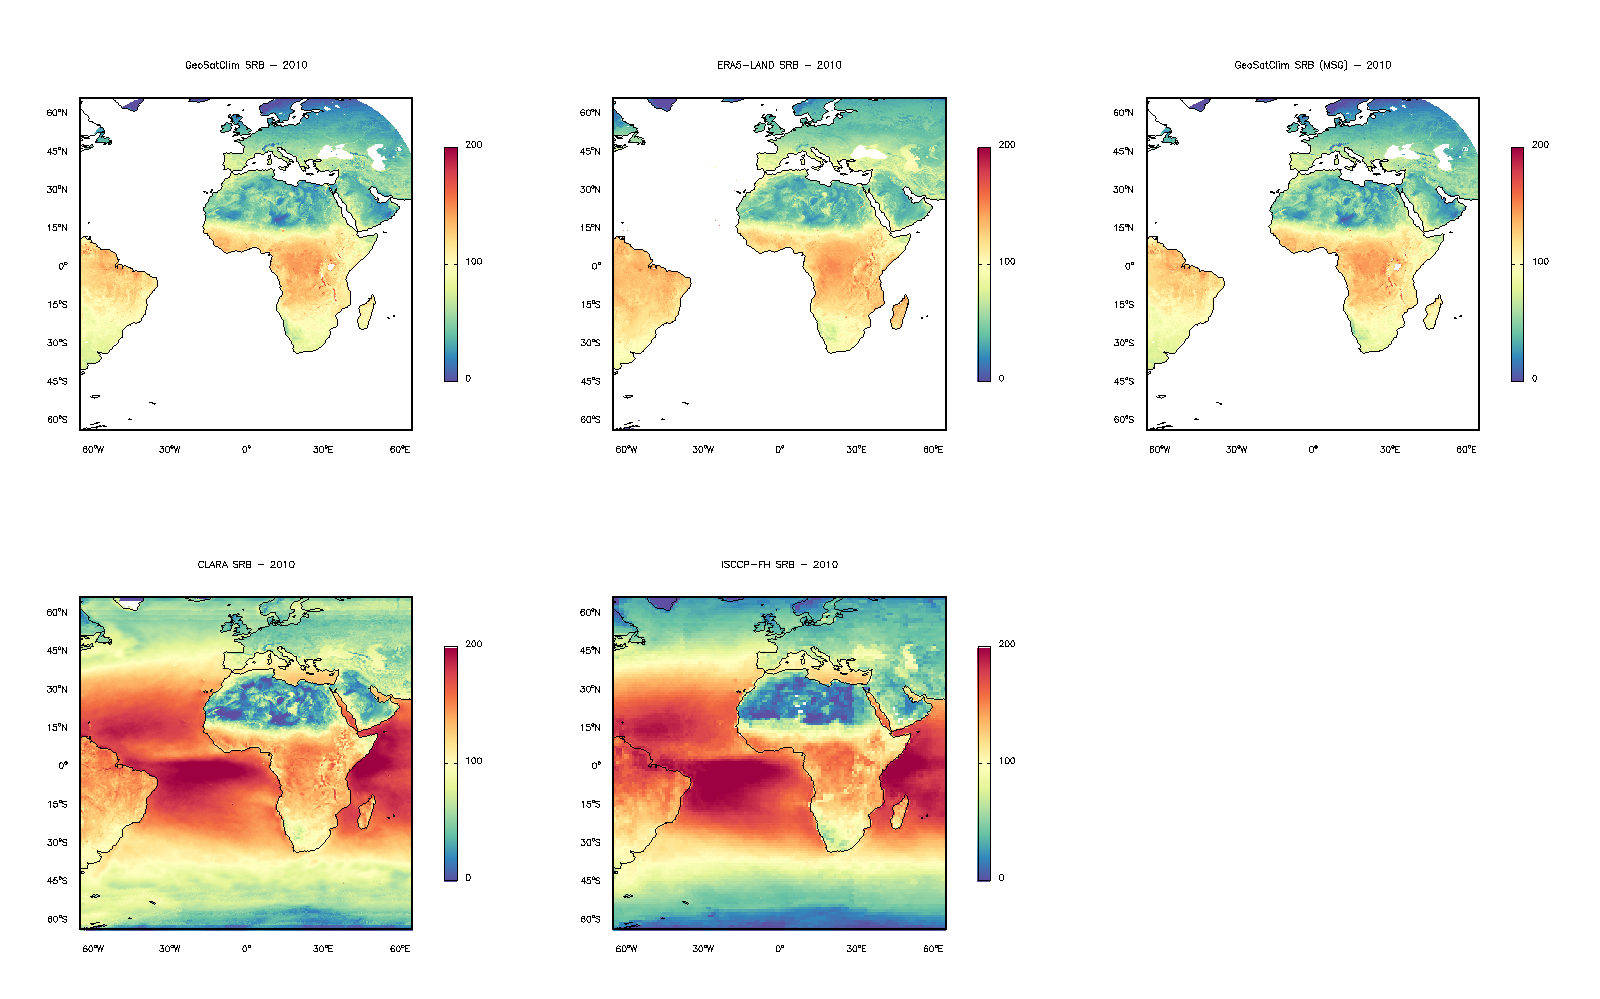 GeoSatClim SRB – 2010
60°N
45°N
30°N
15°N
0°
15°S
30°S
45°S
60°S
60°W
30°W
0°
30°E
60°E
200
100
0
ERA5-LAND SRB – 2010
60°N
45°N
30°N
15°N
0°
15°S
30°S
45°S
60°S
60°W
30°W
0°
30°E
60°E
200
100
0
GeoSatClim SRB (MSG) – 2010
60°N
45°N
30°N
15°N
0°
15°S
30°S
45°S
60°S
60°W
30°W
0°
30°E
60°E
200
100
0
CLARA SRB – 2010
60°N
45°N
30°N
15°N
0°
15°S
30°S
45°S
60°S
60°W
30°W
0°
30°E
60°E
200
100
0
ISCCP-FH SRB – 2010
60°N
45°N
30°N
15°N
0°
15°S
30°S
45°S
60°S
60°W
30°W
0°
30°E
60°E
200
100
0